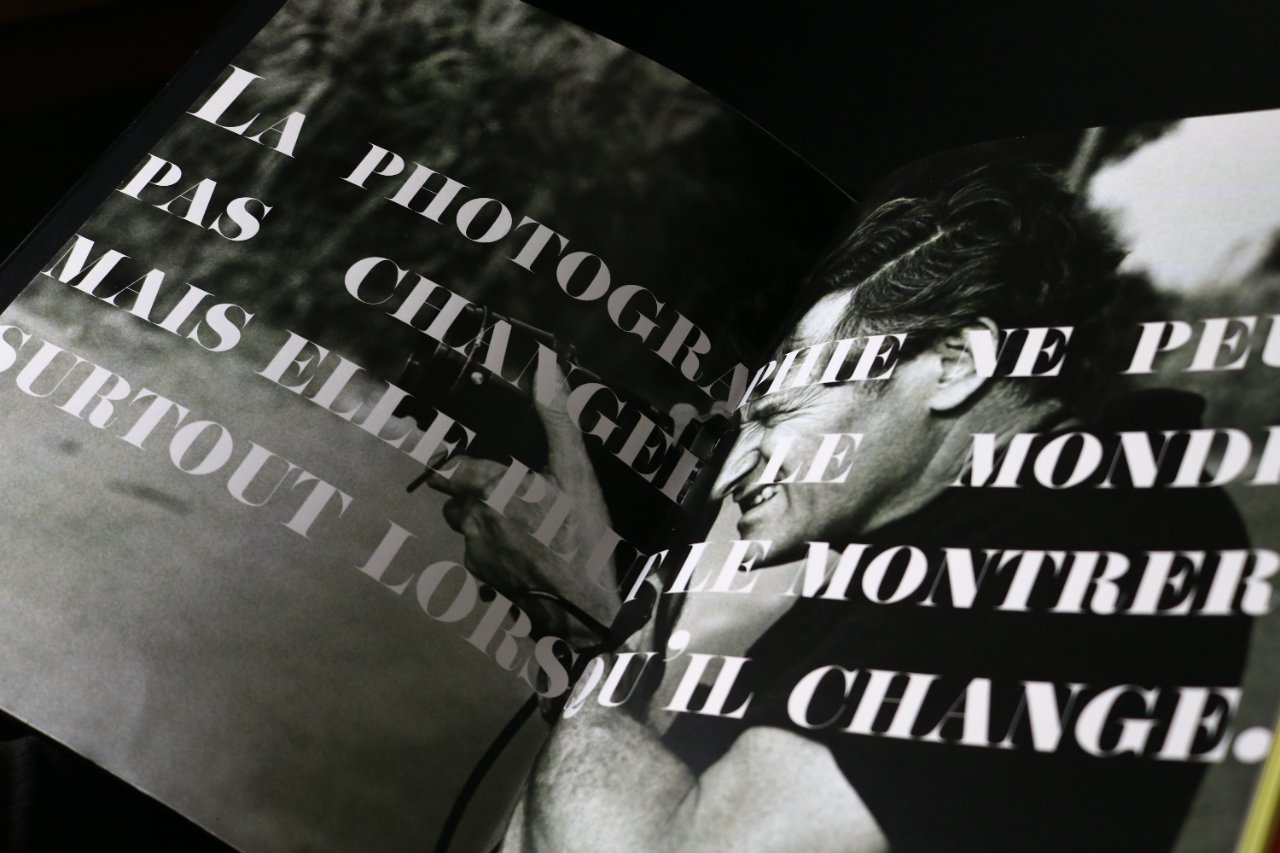 LA PHOTOGRAPHIE NE PEU
PAS CHANGER LE MONDE
MAIS ELLE PEUT LE MONTRER
SURTOUT LORSQU'IL CHANGE.